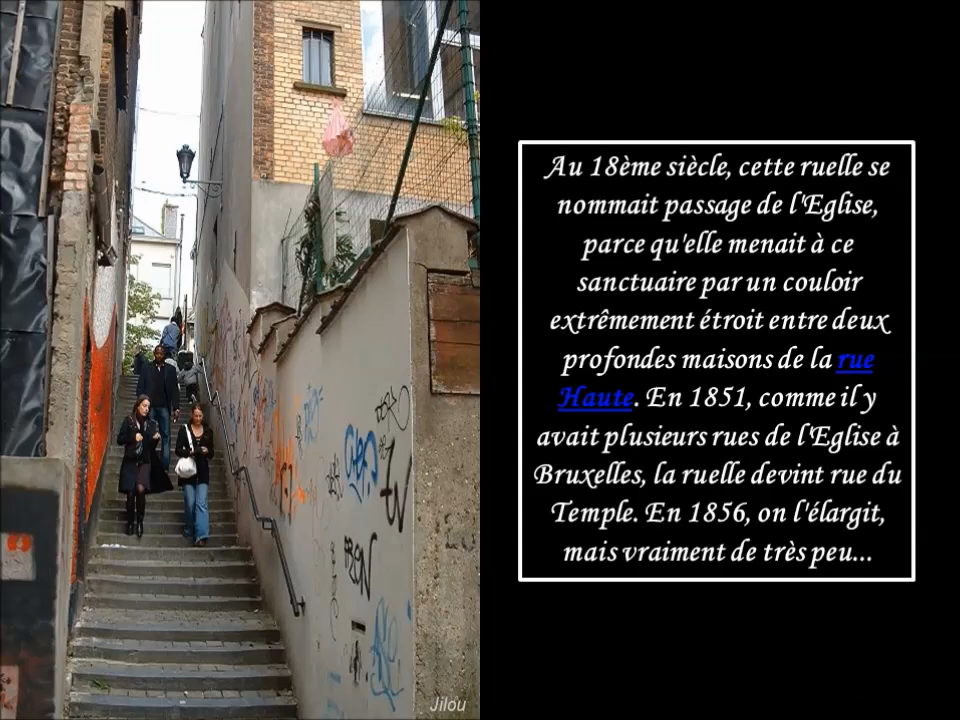 Au 18ème siècle, cette ruelle se
nommait passage de l'Eglise,
parce qu'elle menait à ce
sanctuaire par un couloir
extrêmement étroit entre deux
profondes maisons de la rue
Haute. En 1851, comme il y
avait plusieurs rues de l'Eglise à
Bruxelles, la ruelle devint rue du
Temple. En 1856, on l'élargit,
mais vraiment de très peu...
Jilou